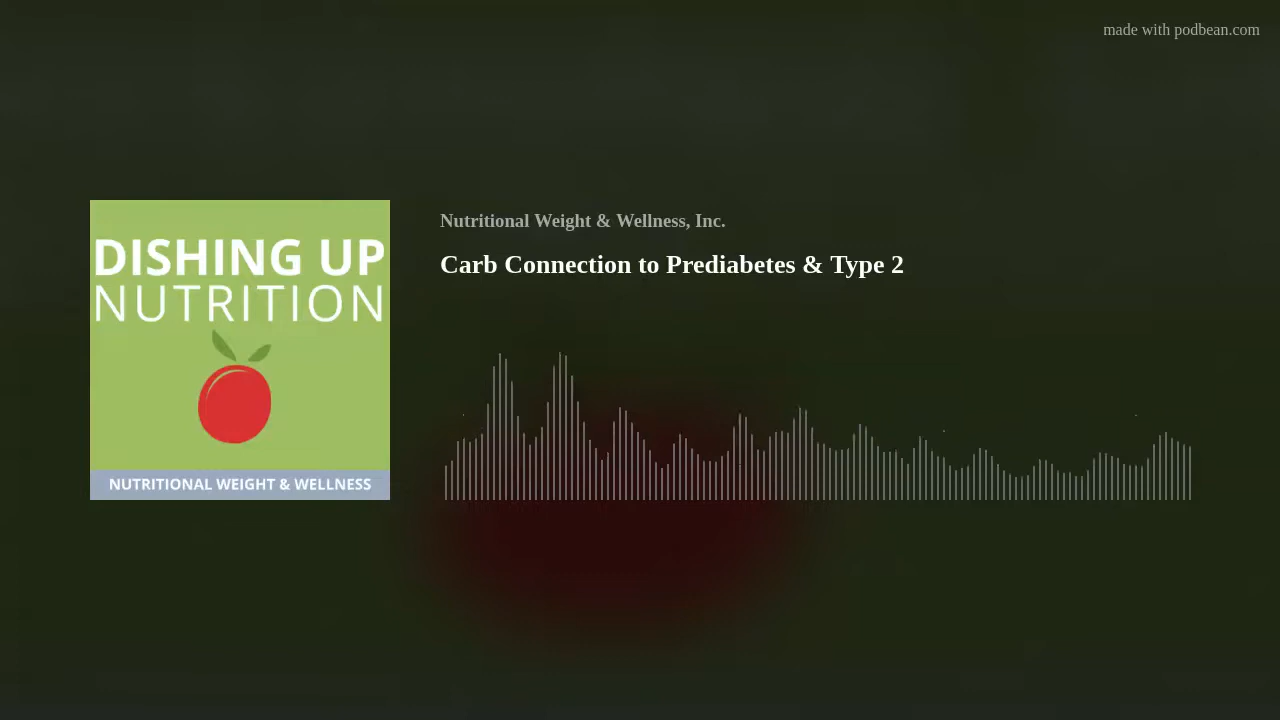 made with podbean.com
DISHING UP
NUTRITION
NUTRITIONAL WEIGHT & WELLNESS
Nutritional Weight & Wellness, Inc.
Carb Connection to Prediabetes & Type 2